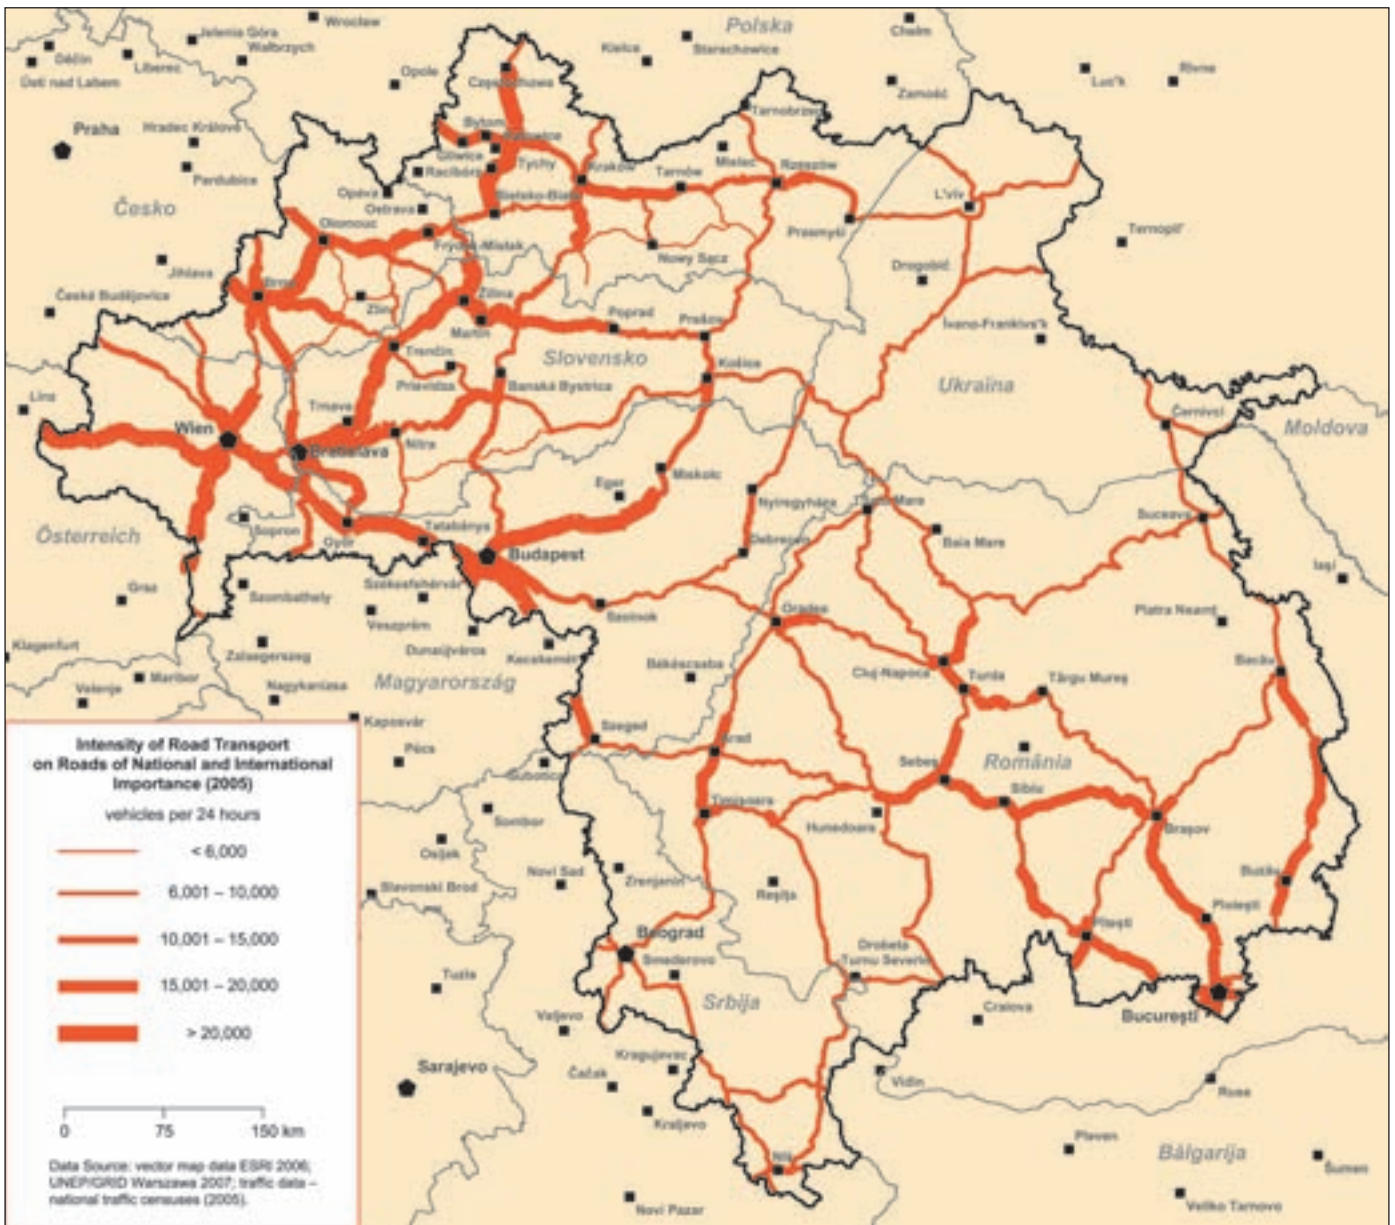 Wrocław
Polska
Chełm
Jelenia Góra
Wałbrzych
Děčín
Liberec
Ústí nad Labem
Kielce
Starachowice
Opole
Częstochowa
Luc'k
Rivne
Zamość
Tarnobrzeg
Praha
Hradec Králové
Bytom
Katowice
Gliwice
Tychy
Racibórz
Kraków
Tarnów
Mielec
Rzeszów
Pardubice
Opava
Bielsko-Biała
L'viv
Česko
Ostrava
Olomouc
Przemyśl
Ternopil'
Frýdek-Místek
Nowy Sącz
Jihlava
Drogobič
České Budějovice
Brno
Zlín
Žilina
Martin
Poprad
Prešov
Ivano-Frankivs'k
Trenčín
Slovensko
Košice
Prievidza
Banská Bystrica
Ukraїna
Linz
Trnava
Wien
Nitra
Bratislava
Černivci
Moldova
Miskolc
Eger
Nyíregyháza
Satu Mare
Österreich
Sopron
Győr
Tatabánya
Budapest
Debrecen
Baia Mare
Suceava
Iaşi
Graz
Szombathely
Székesfehérvár
Veszprém
Szolnok
Oradea
Piatra Neamţ
Klagenfurt
Zalaegerszeg
Dunaújváros
Kecskemét
Békéscsaba
Cluj-Napoca
Turda
Târgu Mureş
Bacău
Velenje
Maribor
Nagykanizsa
Magyarország
Kaposvár
Szeged
Arad
Pécs
Subotica
Sebeş
România
Sibiu
Timişoara
Hunedoara
Braşov
Sombor
Osijek
Novi Sad
Zrenjanin
Reşiţa
Buzău
Slavonski Brod
Ploieşti
Beograd
Piteşti
Smederevo
Drobeta
Turnu Severin
Tuzla
Srbija
Craiova
Bucureşti
Valjevo
Sarajevo
Kragujevac
Čačak
Vidin
Ruse
Kraljevo
Pleven
Bălgarija
Niš
Šumen
Novi Pazar
Veliko Tarnovo
Intensity of Road Transport
on Roads of National and International
Importance (2005)
vehicles per 24 hours
< 6,000
6,001 – 10,000
10,001 – 15,000
15,001 – 20,000
> 20,000
0 75 150 km
Data Source: vector map data ESRI 2006;
UNEP/GRID Warszawa 2007; traffic data –
national traffic censuses (2005).